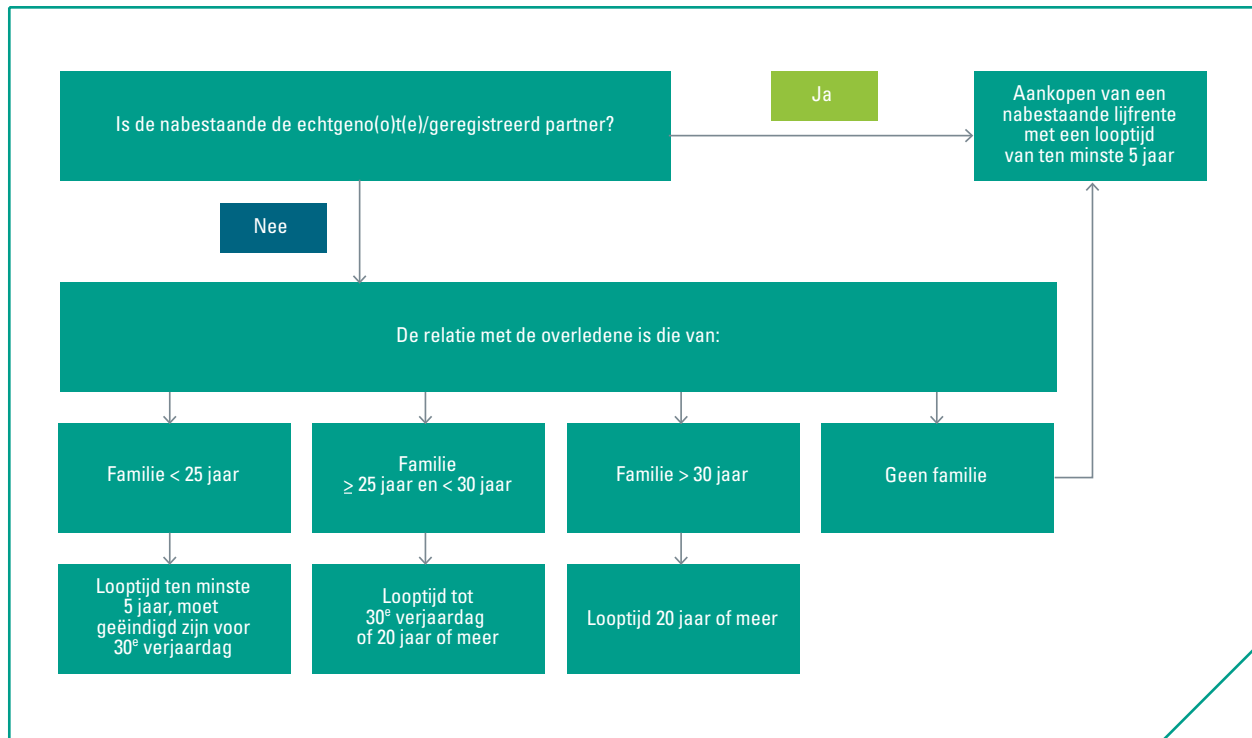 Is de nabestaande de echtgeno(o)t(e)/geregistreerd partner?
Ja
Aankopen van een
nabestaande lijfrente
met een looptijd
van ten minste 5 jaar
Nee
De relatie met de overledene is die van:
Familie < 25 jaar
Familie
≥ 25 jaar en < 30 jaar
Familie > 30 jaar
Geen familie
Looptijd ten minste
5 jaar, moet
geëindigd zijn voor
30e verjaardag
Looptijd tot
30e verjaardag
of 20 jaar of meer
Looptijd 20 jaar of meer